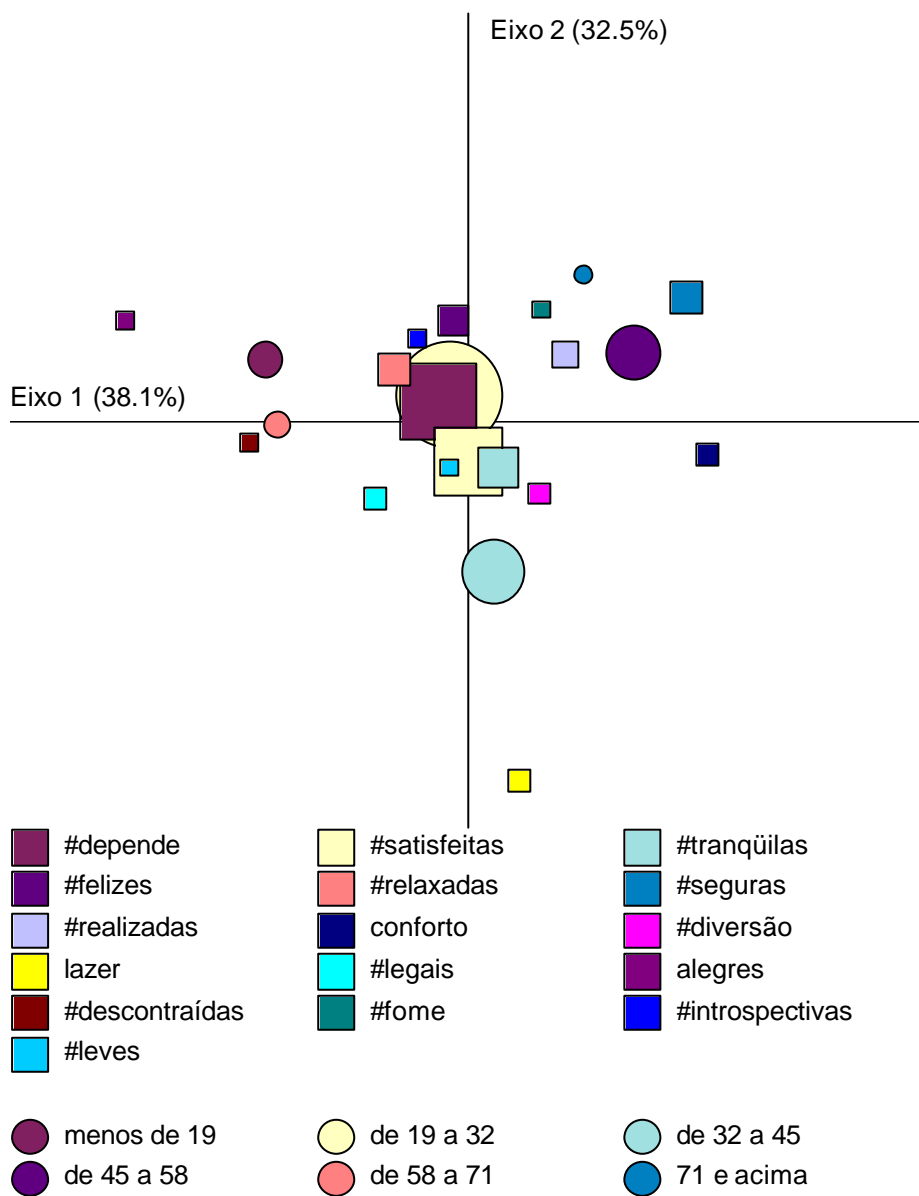 Eixo 2 (32.5%)
Eixo 1 (38.1%)
#depende #satisfeitas #tranqüilas
#felizes #relaxadas #seguras
#realizadas conforto #diversão
lazer #legais alegres
#descontraídas #fome #introspectivas
#leves
menos de 19 de 19 a 32 de 32 a 45
de 45 a 58 de 58 a 71 71 e acima